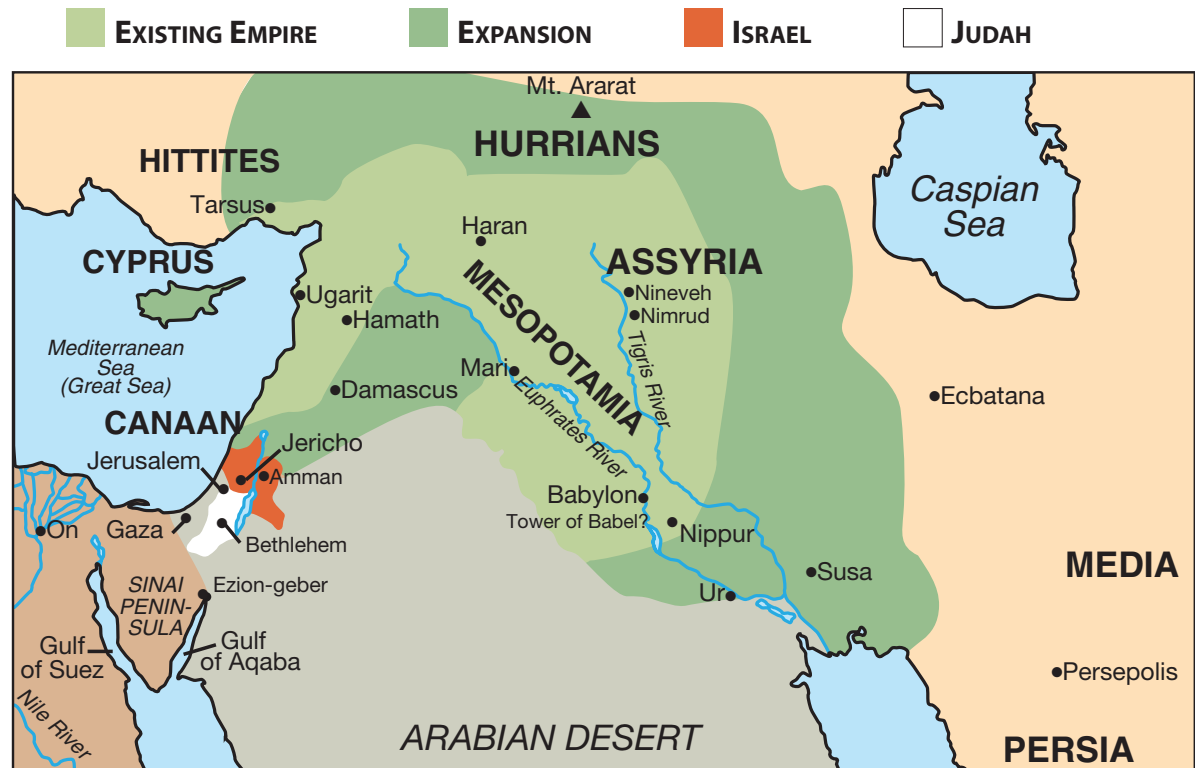 EXISTING EMPIRE
EXPANSION
ISRAEL
JUDAH
Mt. Ararat
HURRIANS
HITTITES
Tarsus
Caspian
Sea
Haran
CYPRUS
ASSYRIA
MESOPOTAMIA
Nineveh
Ugarit
Nimrud
Hamath
Mediterranean
Sea
(Great Sea)
Tigris River
Mari
Euphrates River
Damascus
Ecbatana
CANAAN
Jericho
Jerusalem
Amman
Babylon
Tower of Babel?
On
Gaza
Nippur
Bethlehem
MEDIA
Susa
SINAI
PENIN-
SULA
Ezion-geber
Ur
Gulf
of Suez
Gulf
of Aqaba
Persepolis
Nile River
ARABIAN DESERT
PERSIA